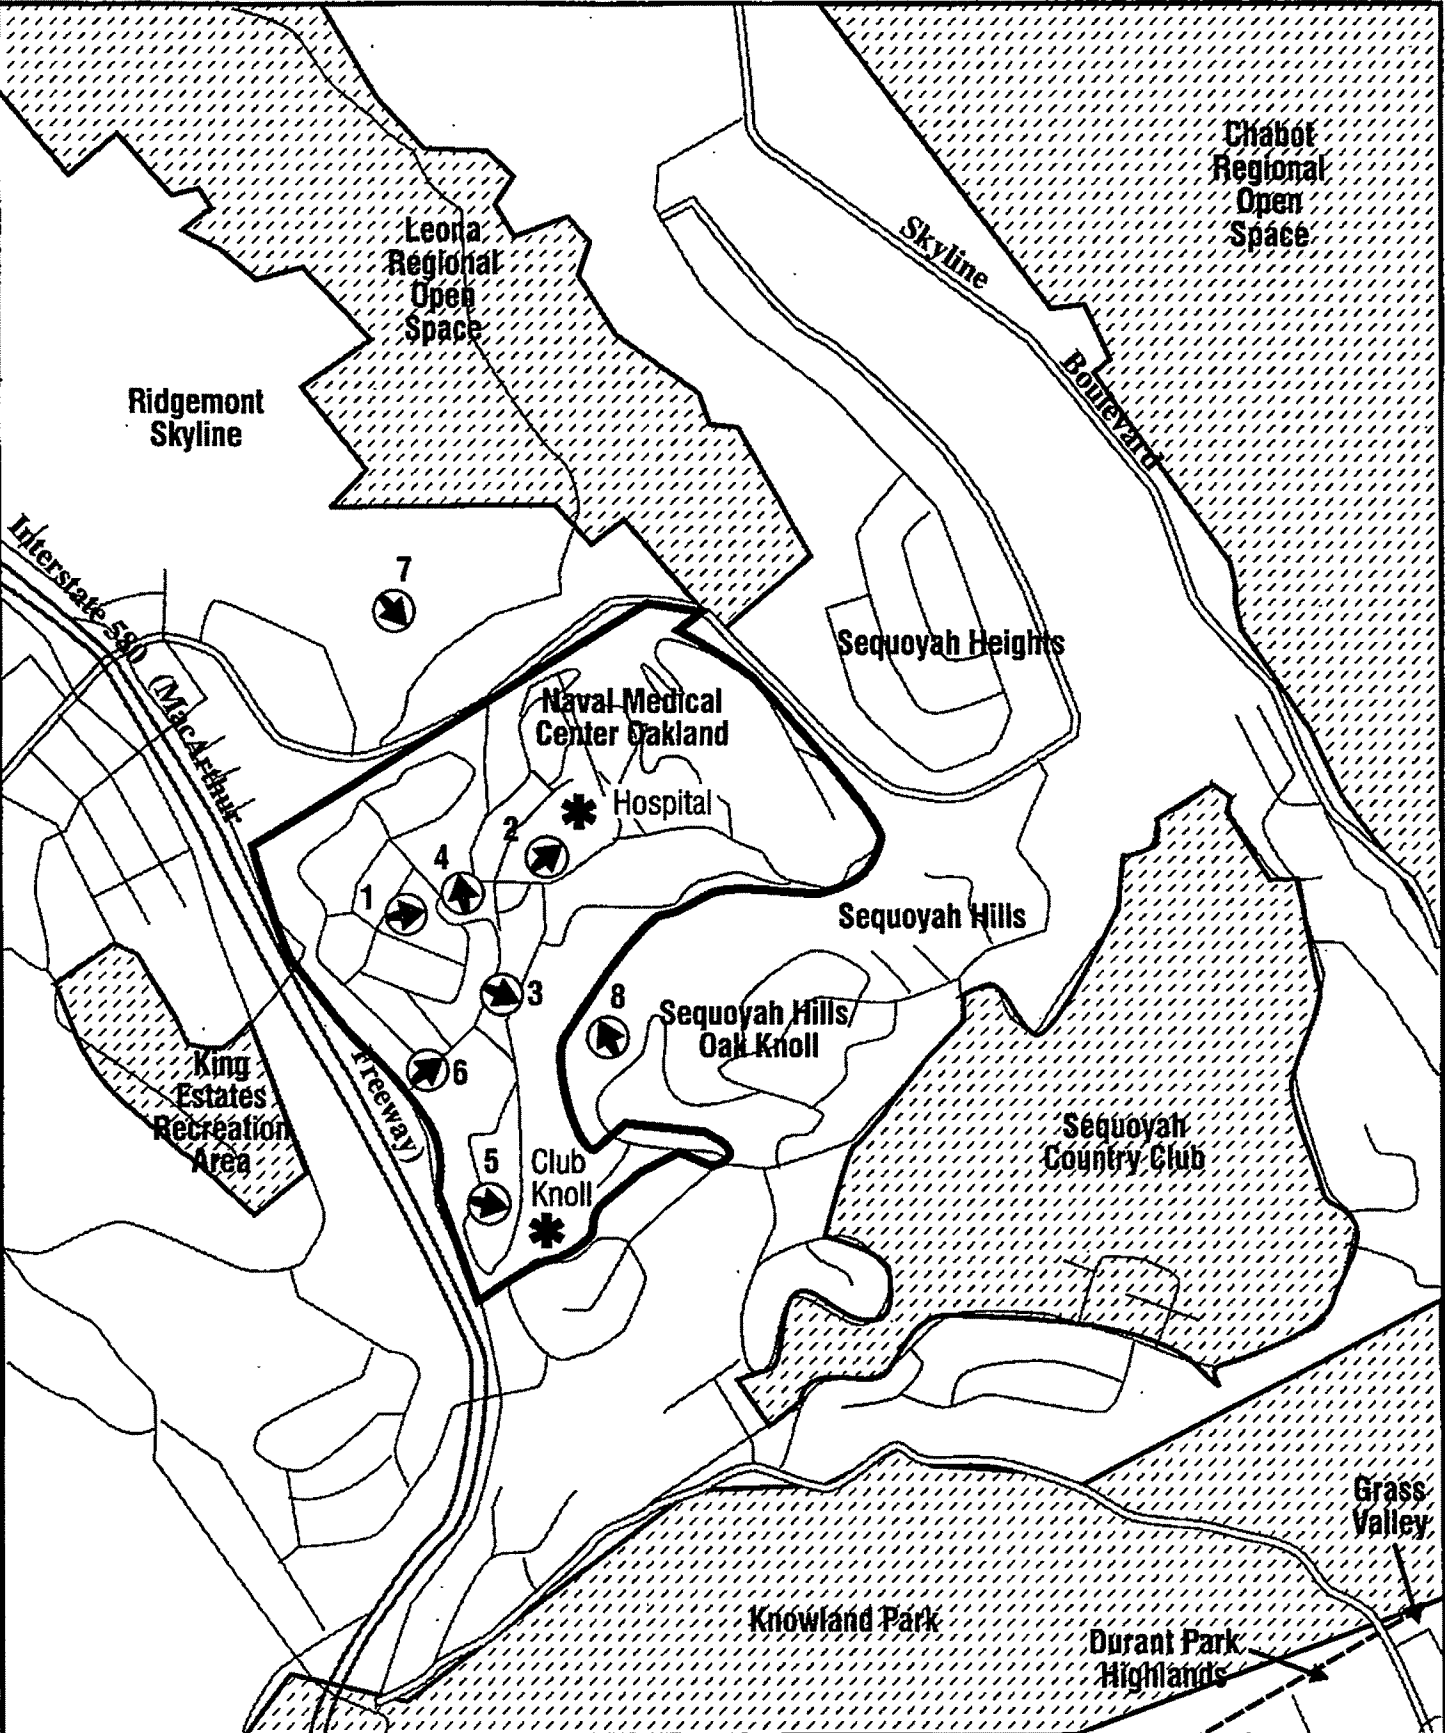 Chabot
Regional
Open
Space
Leona
Regional
Open
Space
Skyline
Boulevard
Ridgemont
Skyline
Interstate 580 (MacArthur
Freeway)
7
Sequoyah Heights
Naval Medical
Center Oakland
Hospital
2
4
1
Sequoyah Hills
3
8
Sequoyah Hills
Oak Knoll
6
King
Estates
Recreation
Area
Sequoyah
Country Club
5
Club
Knoll
Grass
Valley
Knowland Park
Durant Park
Highlands